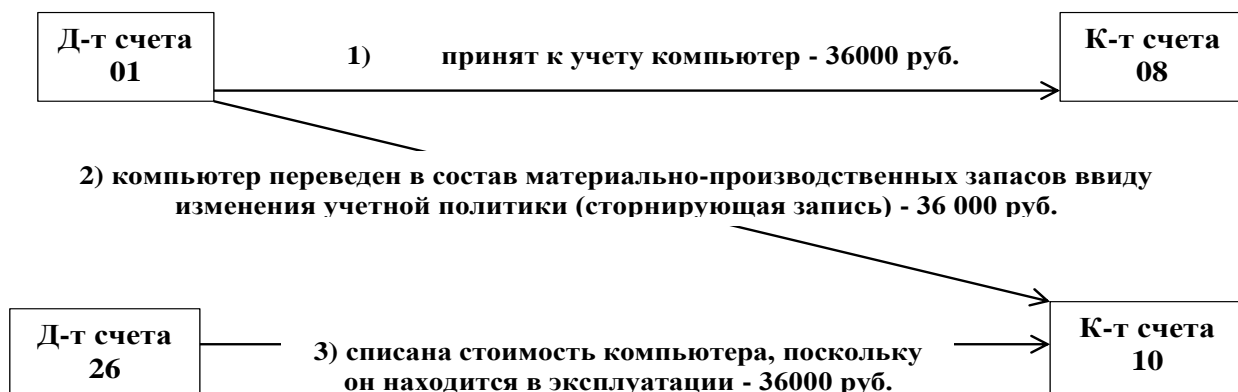 Д-т счета
01
1) принят к учету компьютер - 36000 руб.
К-т счета
08
2) компьютер переведен в состав материально-производственных запасов ввиду
изменения учетной политики (сторнирующая запись) - 36 000 руб.
Д-т счета
26
3) списана стоимость компьютера, поскольку
он находится в эксплуатации - 36000 руб.
К-т счета
10